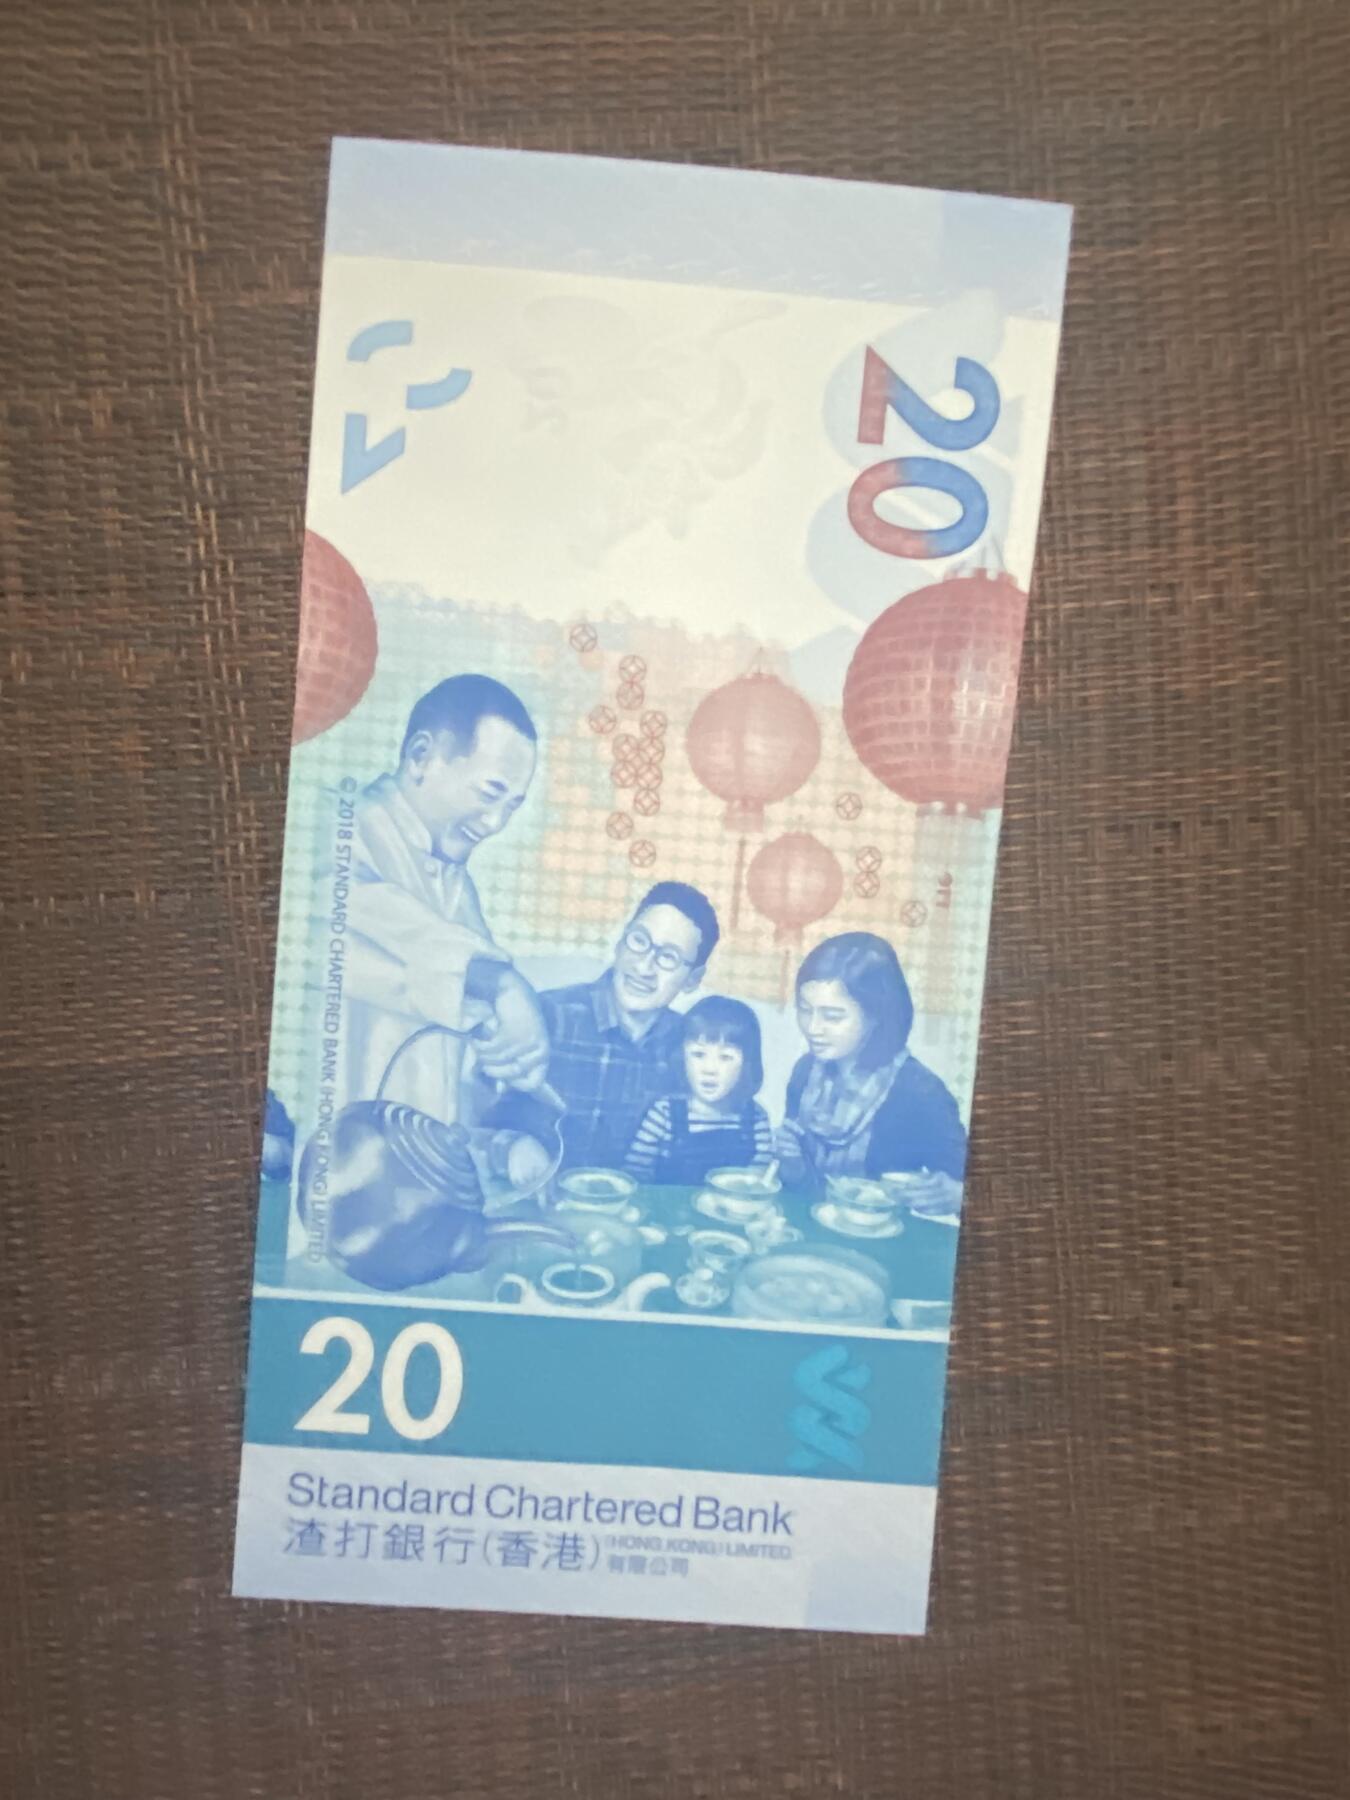 20
© 2018 STANDARD CHARTERED BANK (HONG KONG) LIMITED
20
Standard Chartered Bank
渣打銀行(香港) (HONG KONG) LIMITED
有限公司